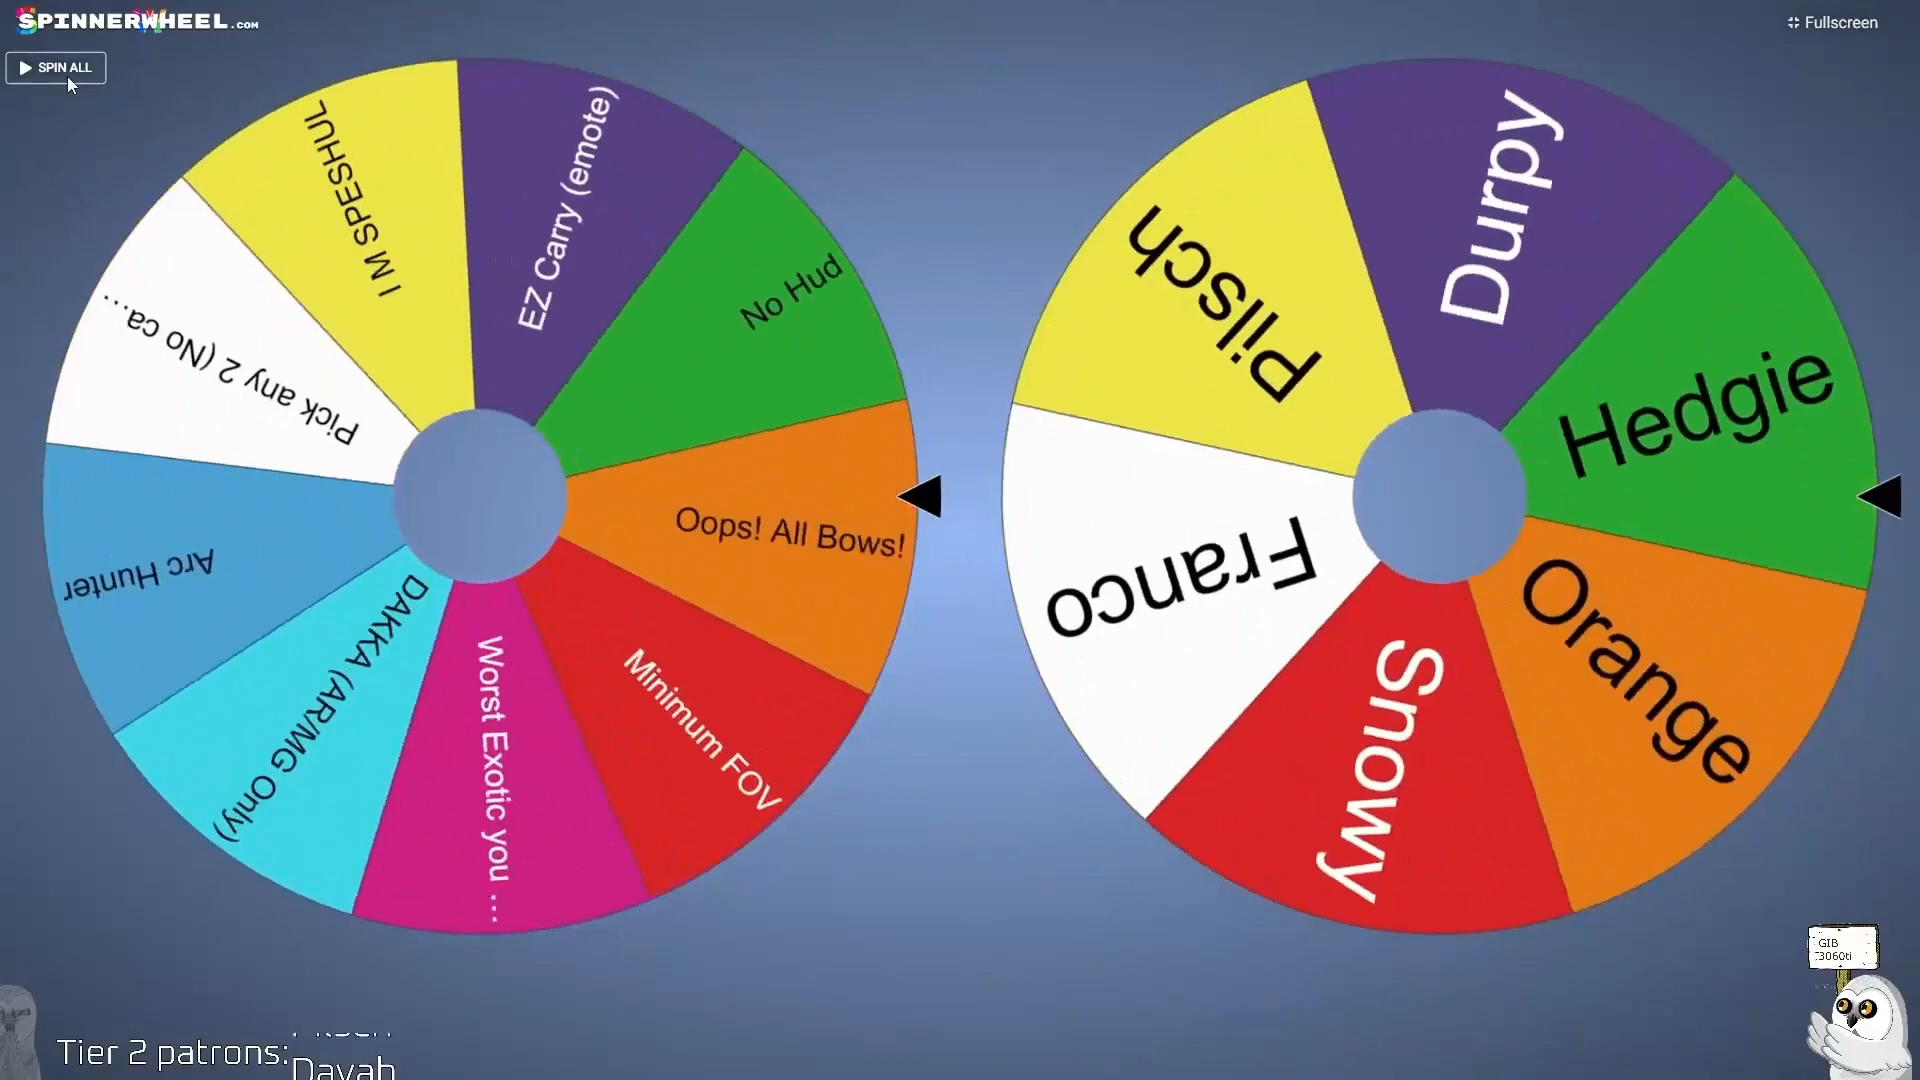 SPINNERWHEEL.COM
Fullscreen
SPIN ALL
I M SPESHUL
EZ Carry (emote)
No Hud
Oops! All Bows!
Minimum FOV
Worst Exotic you ...
DAKKA (AR/MG Only)
Arc Hunter
Pick any 2 (No ca...
Durpy
Hedgie
Orange
Snowy
Franco
Pilsch
GIB
3060ti
Tier 2 patrons:
Davah